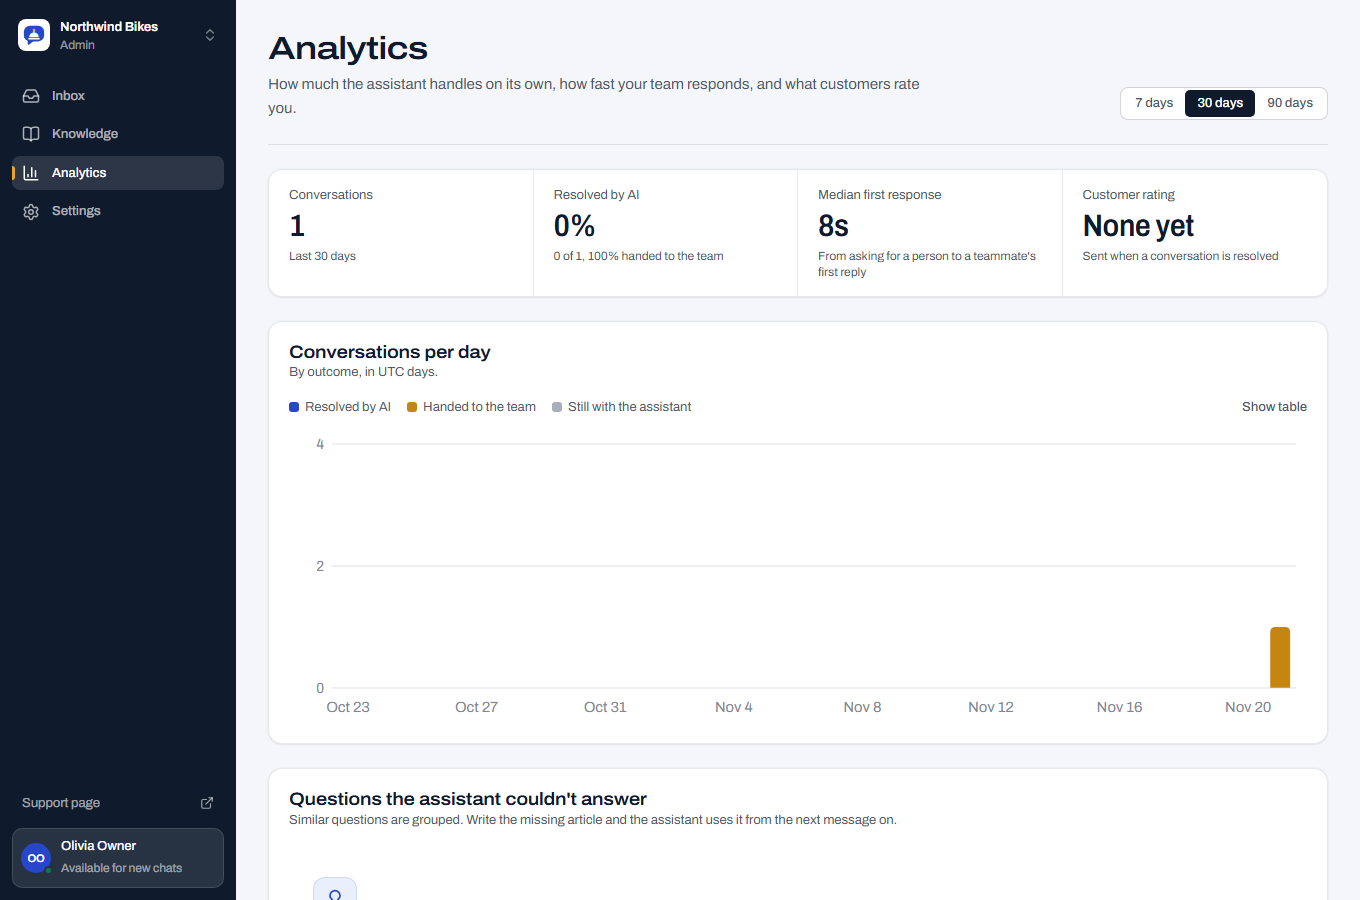 Northwind Bikes
Admin
Inbox
Knowledge
Analytics
Settings
Support page
OO
Olivia Owner
Available for new chats
Analytics
How much the assistant handles on its own, how fast your team responds, and what customers rate
you.
7 days
30 days
90 days
Conversations
1
Last 30 days
Resolved by AI
0%
0 of 1, 100% handed to the team
Median first response
8s
From asking for a person to a teammate's
first reply
Customer rating
None yet
Sent when a conversation is resolved
Conversations per day
By outcome, in UTC days.
Resolved by AI
Handed to the team
Still with the assistant
Show table
4
2
0
Oct 23
Oct 27
Oct 31
Nov 4
Nov 8
Nov 12
Nov 16
Nov 20
Questions the assistant couldn't answer
Similar questions are grouped. Write the missing article and the assistant uses it from the next message on.